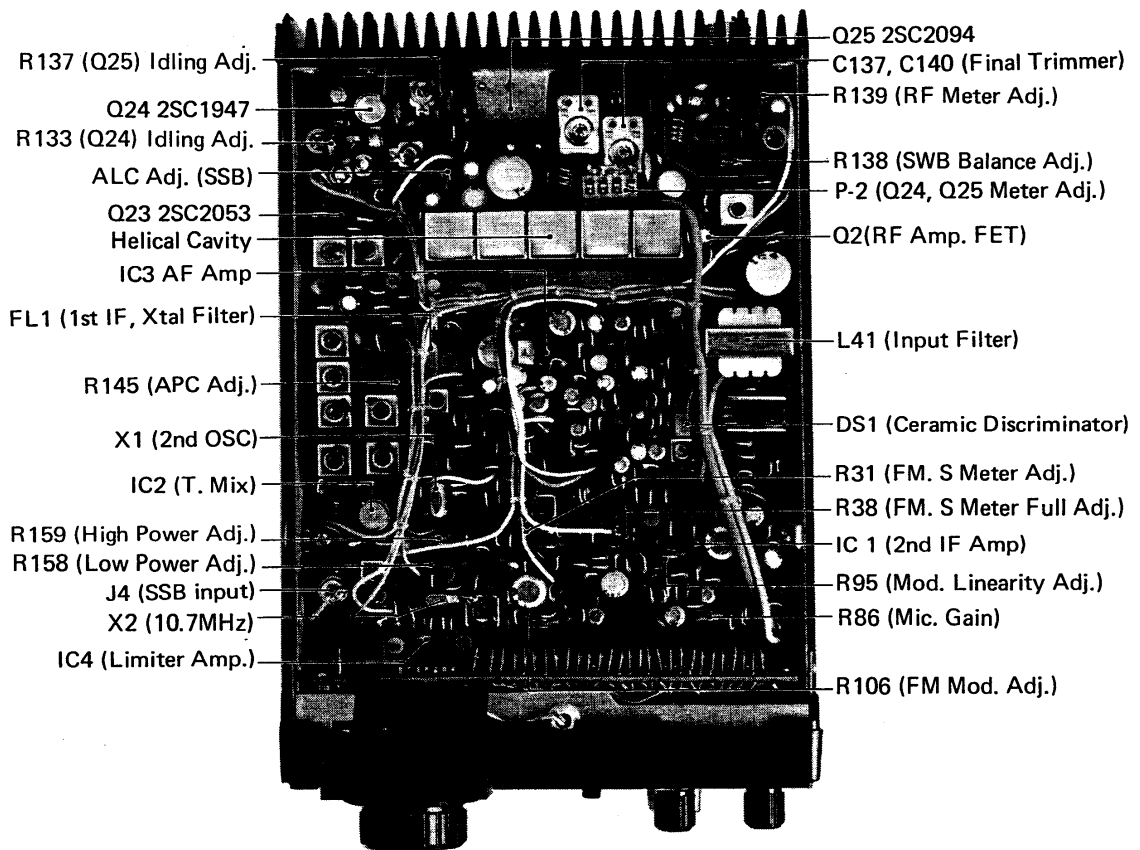 R137 (Q25) Idling Adj.
Q24 2SC1947
R133 (Q24) Idling Adj.
ALC Adj. (SSB)
Q23 2SC2053
Helical Cavity
IC3 AF Amp
FL1 (1st IF, Xtal Filter)
R145 (APC Adj.)
X1 (2nd OSC)
IC2 (T. Mix)
R159 (High Power Adj.)
R158 (Low Power Adj.)
J4 (SSB input)
X2 (10.7MHz)
IC4 (Limiter Amp.)
Q25 2SC2094
C137, C140 (Final Trimmer)
R139 (RF Meter Adj.)
R138 (SWB Balance Adj.)
P-2 (Q24, Q25 Meter Adj.)
Q2(RF Amp. FET)
L41 (Input Filter)
DS1 (Ceramic Discriminator)
R31 (FM. S Meter Adj.)
R38 (FM. S Meter Full Adj.)
IC 1 (2nd IF Amp)
R95 (Mod. Linearity Adj.)
R86 (Mic. Gain)
R106 (FM Mod. Adj.)